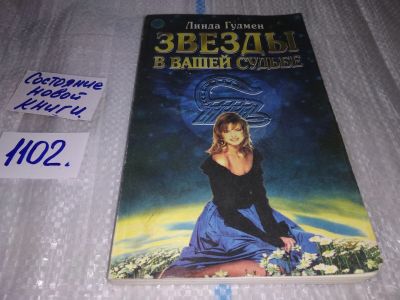 Линда Гудмен
ЗВЕЗДЫ
В ВАШЕЙ СУДЬБЕ
Состояние
новой
книги.
1102.